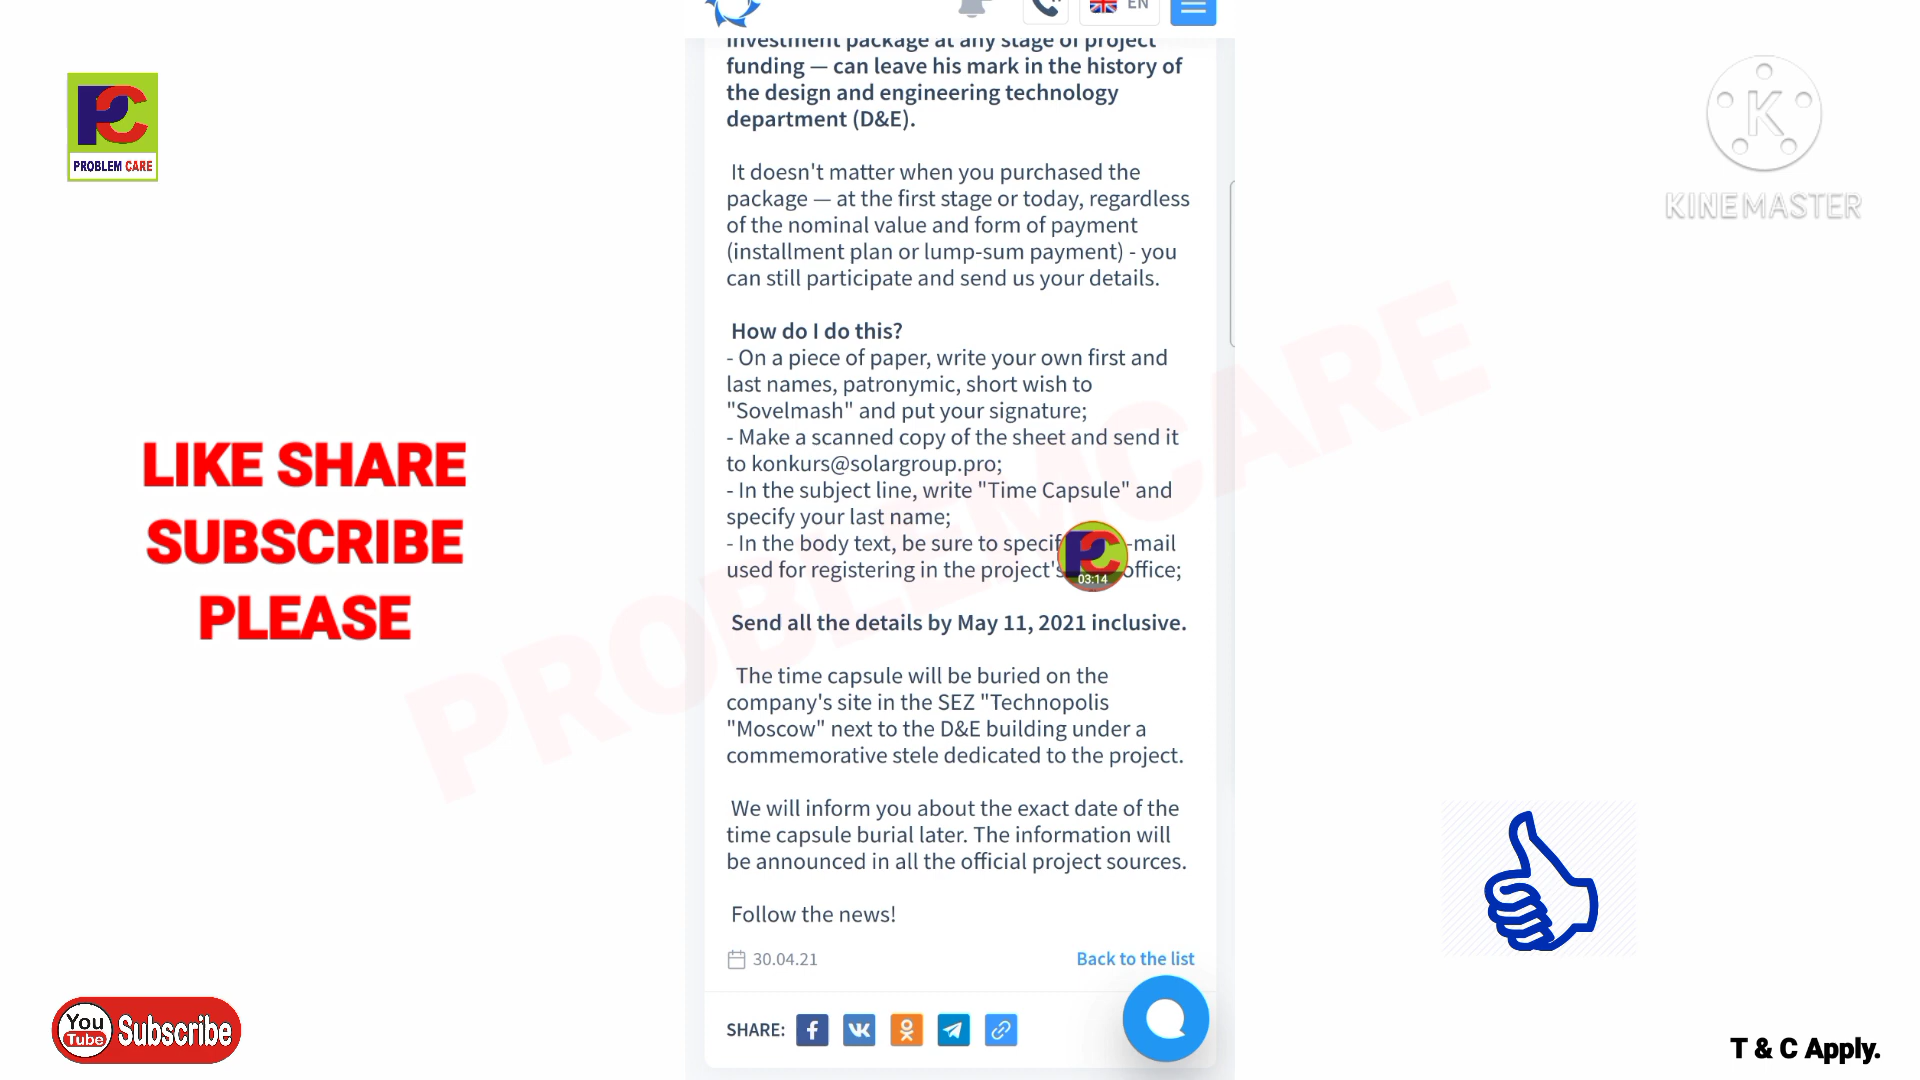 EN
investment package at any stage of project
funding — can leave his mark in the history of
the design and engineering technology
department (D&E).
It doesn't matter when you purchased the
package — at the first stage or today, regardless
of the nominal value and form of payment
(installment plan or lump-sum payment) - you
can still participate and send us your details.
How do I do this?
- On a piece of paper, write your own first and
last names, patronymic, short wish to
"Sovelmash" and put your signature;
- Make a scanned copy of the sheet and send it
to konkurs@solargroup.pro;
- In the subject line, write "Time Capsule" and
specify your last name;
- In the body text, be sure to specif -mail
used for registering in the project's office;
Send all the details by May 11, 2021 inclusive.
The time capsule will be buried on the
company's site in the SEZ "Technopolis
"Moscow" next to the D&E building under a
commemorative stele dedicated to the project.
We will inform you about the exact date of the
time capsule burial later. The information will
be announced in all the official project sources.
Follow the news!
30.04.21
Back to the list
SHARE:
PC
PROBLEM CARE
K
KINEMASTER
LIKE SHARE
SUBSCRIBE
PLEASE
PROBLEMCARE
PC
03:14
You
Tube
Subscribe
T & C Apply.